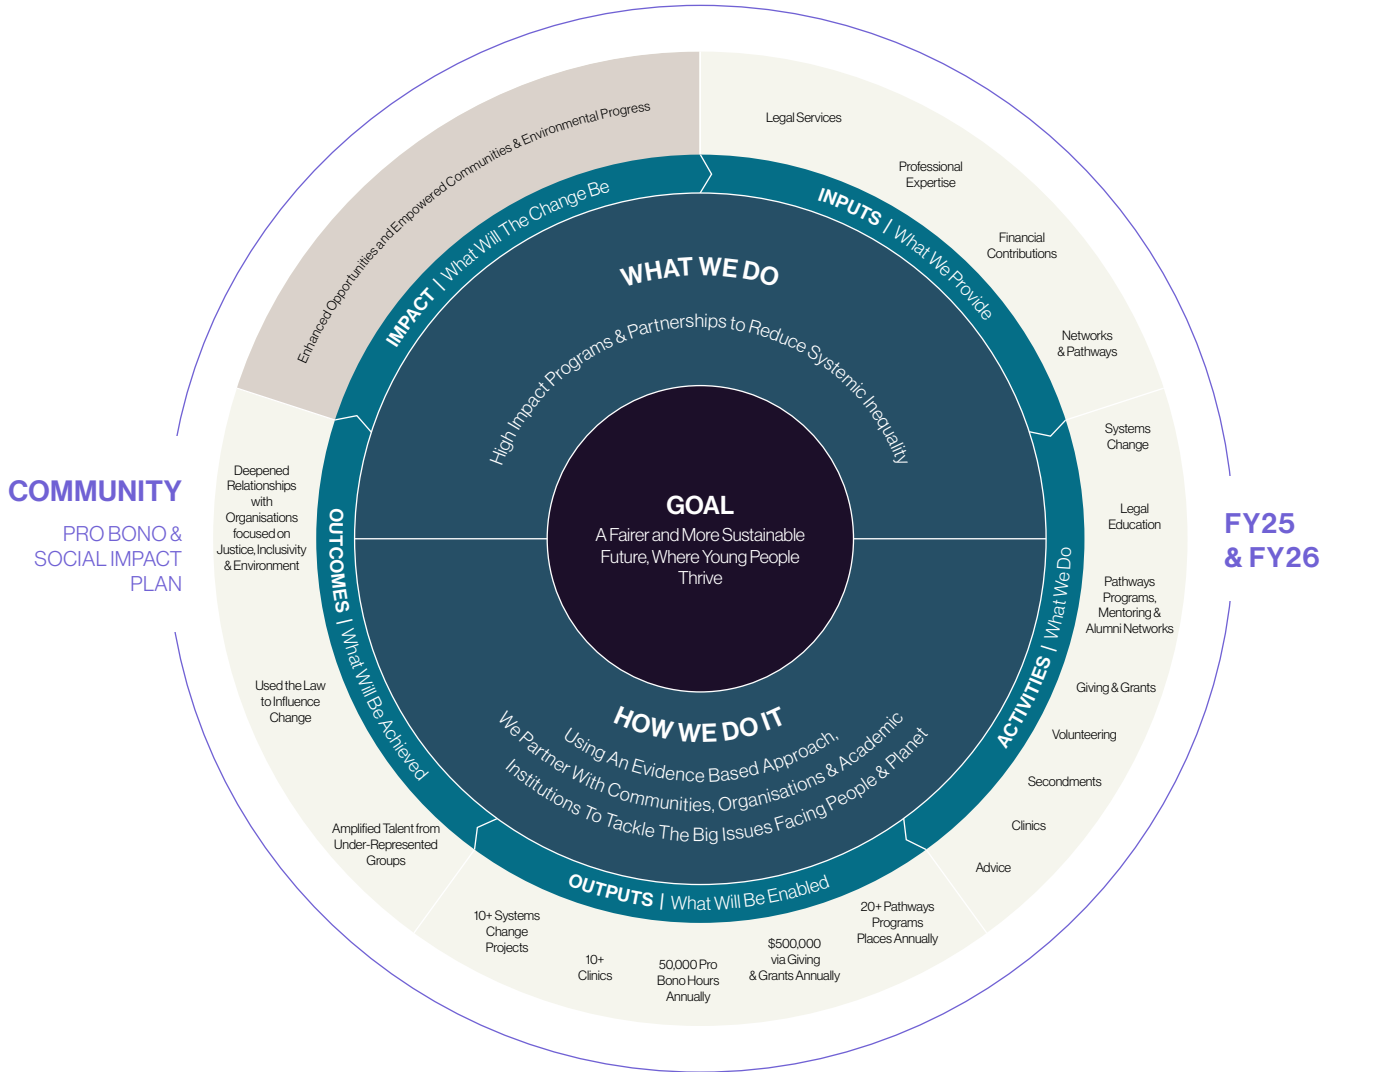 COMMUNITY
PRO BONO &
SOCIAL IMPACT
PLAN
FY25
& FY26
GOAL
A Fairer and More Sustainable
Future, Where Young People
Thrive
WHAT WE DO
High Impact Programs & Partnerships to Reduce Systemic Inequality
HOW WE DO IT
Using An Evidence Based Approach,
We Partner With Communities, Organisations & Academic
Institutions To Tackle The Big Issues Facing People & Planet
INPUTS | What We Provide
Legal Services
Professional
Expertise
Financial
Contributions
Networks
& Pathways
ACTIVITIES | What We Do
Systems
Change
Legal
Education
Pathways
Programs,
Mentoring &
Alumni Networks
Giving & Grants
Volunteering
Secondments
Clinics
Advice
OUTPUTS | What Will Be Enabled
20+ Pathways
Programs
Places Annually
$500,000
via Giving
& Grants Annually
50,000 Pro
Bono Hours
Annually
10+
Clinics
10+ Systems
Change
Projects
OUTCOMES | What Will Be Achieved
Amplified Talent from
Under-Represented
Groups
Used the Law
to Influence
Change
Deepened
Relationships
with
Organisations
focused on
Justice, Inclusivity
& Environment
IMPACT | What Will The Change Be
Enhanced Opportunities and Empowered Communities & Environmental Progress